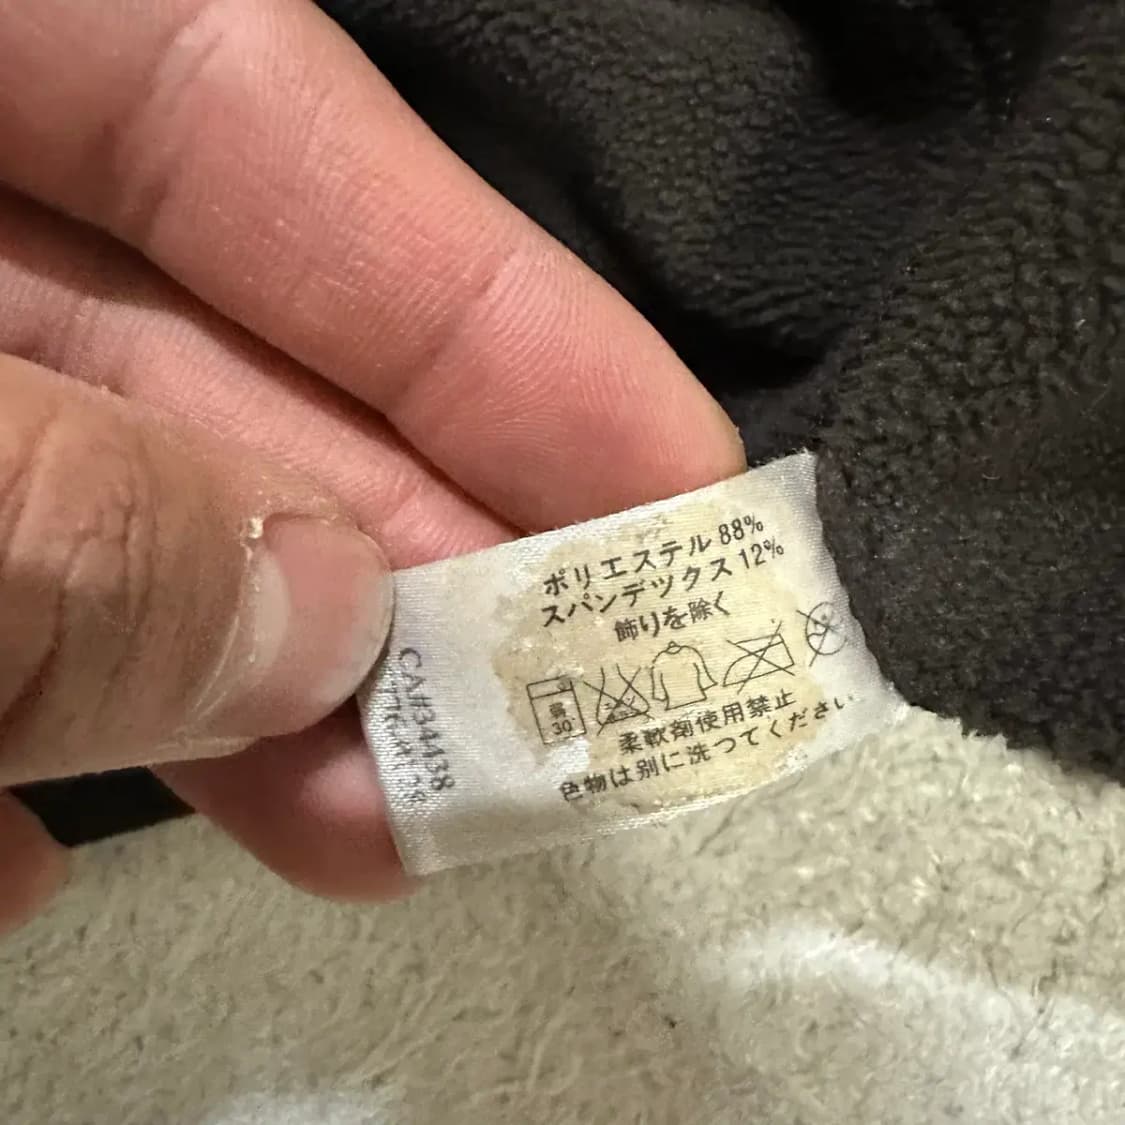 ポリエステル 88%
スパンデックス 12%
飾りを除く
弱
30
柔軟剤使用禁止
色物は別に洗つてください
CA#34438